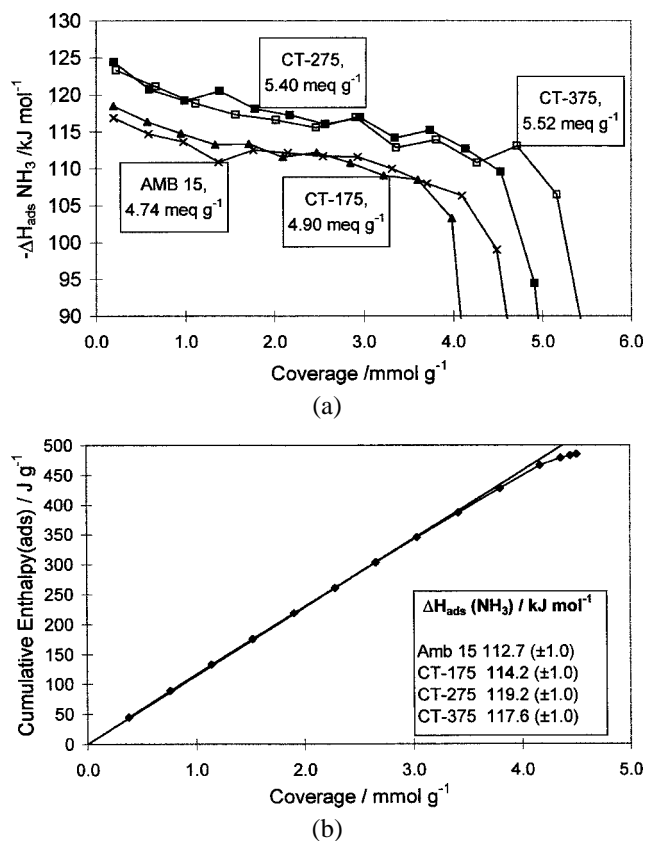 130
125
120
115
110
105
100
95
90
-ΔHads NH3 /kJ mol-1
CT-275,
5.40 meq g-1
CT-375,
5.52 meq g-1
AMB 15,
4.74 meq g-1
CT-175,
4.90 meq g-1
0.0 1.0 2.0 3.0 4.0 5.0 6.0
Coverage /mmol g-1
(a)
500
450
400
350
300
250
200
150
100
50
0
Cumulative Enthalpy(ads) / J g-1
ΔHads (NH3) / kJ mol-1
Amb 15 112.7 (±1.0)
CT-175 114.2 (±1.0)
CT-275 119.2 (±1.0)
CT-375 117.6 (±1.0)
0.0 1.0 2.0 3.0 4.0 5.0
Coverage / mmol g-1
(b)